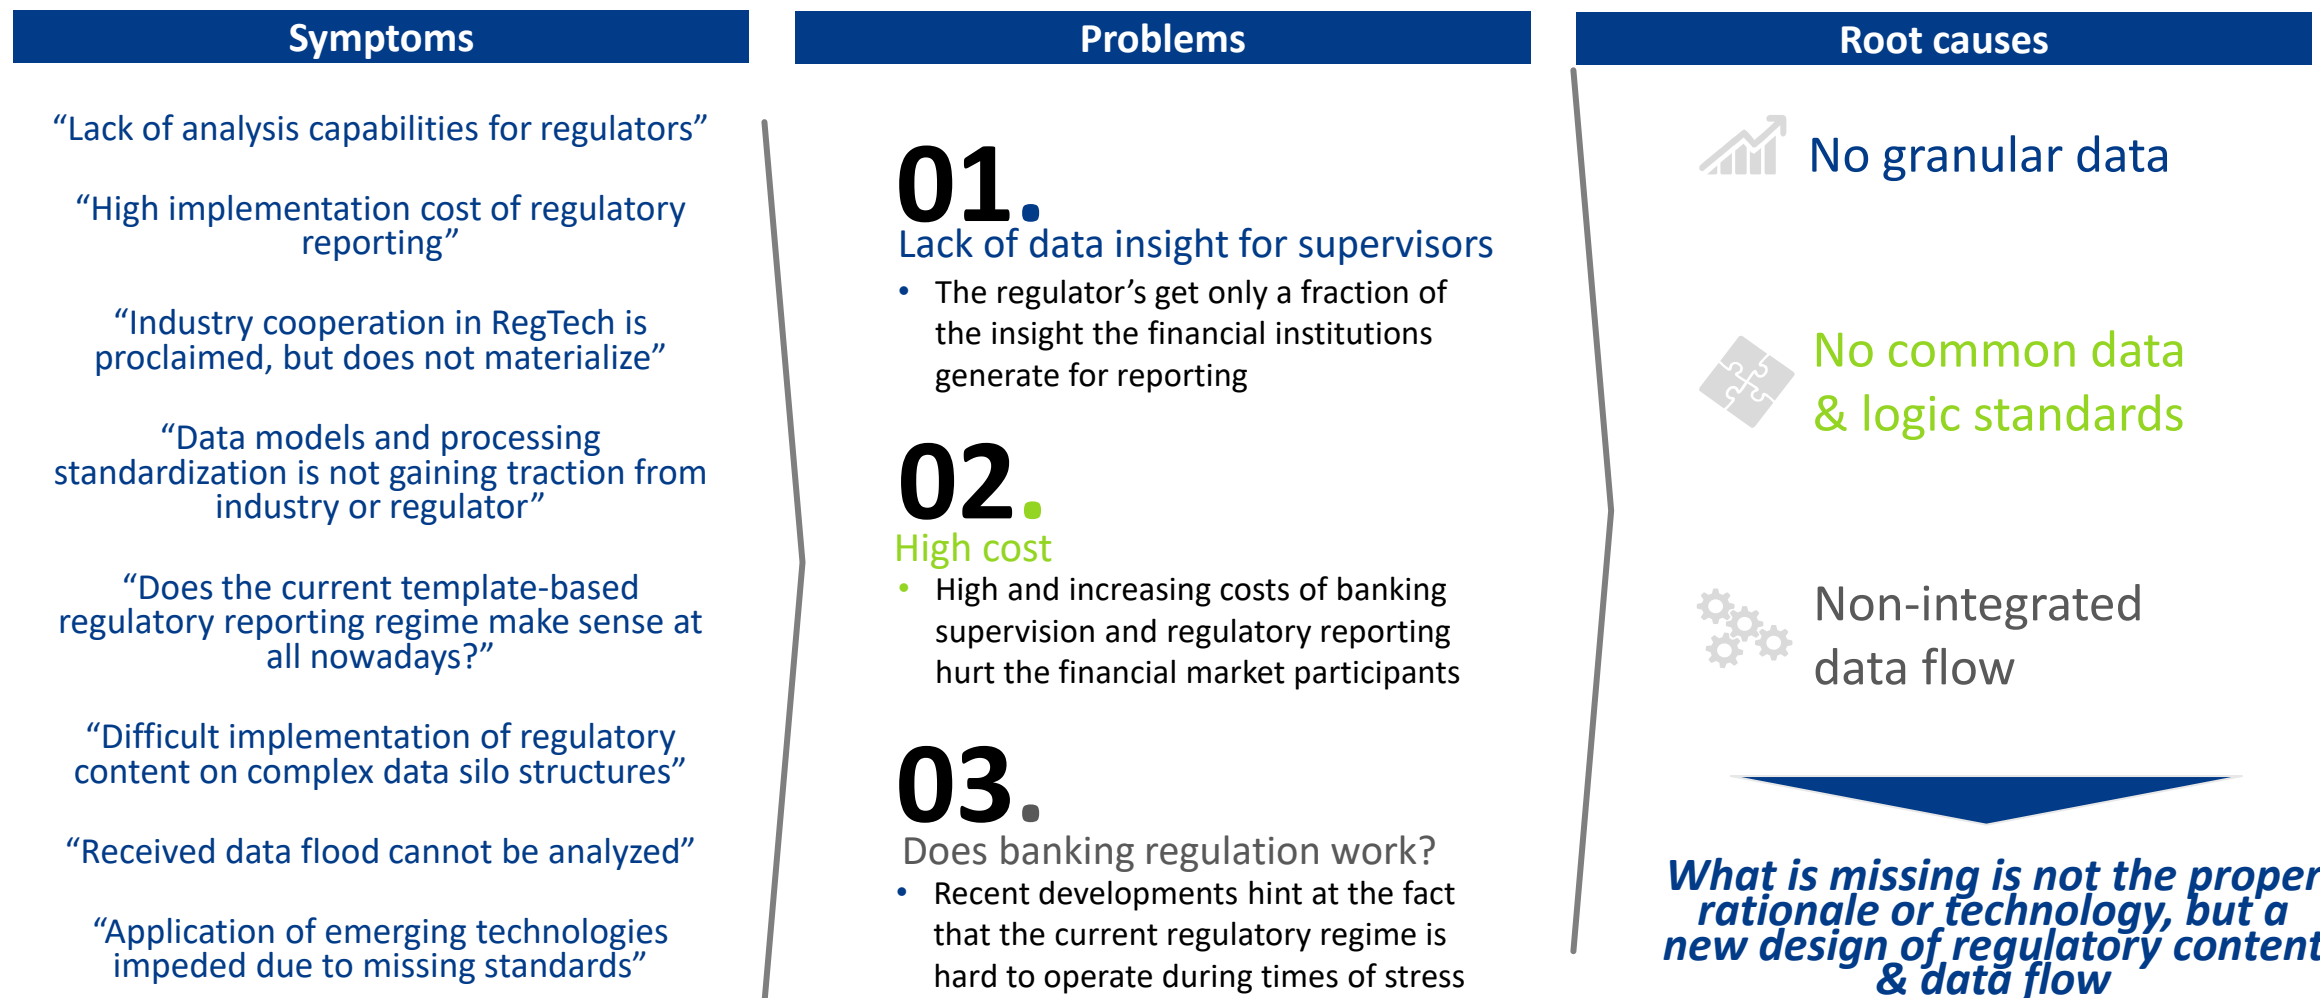 Symptoms
“Lack of analysis capabilities for regulators”
“High implementation cost of regulatory
reporting”
“Industry cooperation in RegTech is
proclaimed, but does not materialize”
“Data models and processing
standardization is not gaining traction from
industry or regulator”
“Does the current template-based
regulatory reporting regime make sense at
all nowadays?”
“Difficult implementation of regulatory
content on complex data silo structures”
“Received data flood cannot be analyzed”
“Application of emerging technologies
impeded due to missing standards”
Problems
01.
Lack of data insight for supervisors
• The regulator’s get only a fraction of
the insight the financial institutions
generate for reporting
02.
High cost
• High and increasing costs of banking
supervision and regulatory reporting
hurt the financial market participants
03.
Does banking regulation work?
• Recent developments hint at the fact
that the current regulatory regime is
hard to operate during times of stress
Root causes
No granular data
No common data
& logic standards
Non-integrated
data flow
What is missing is not the proper
rationale or technology, but a
new design of regulatory content
& data flow